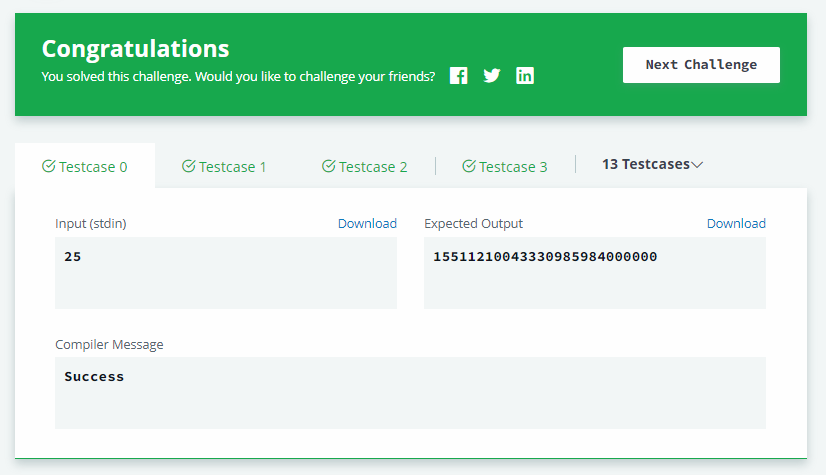 Congratulations
You solved this challenge. Would you like to challenge your friends?
Next Challenge
Testcase 0
Testcase 1
Testcase 2
Testcase 3
13 Testcases
Input (stdin)
Download
Expected Output
Download
25
15511210043330985984000000
Compiler Message
Success